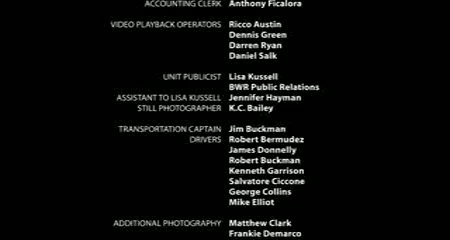 ACCOUNTING CLERK Anthony Ficalora
VIDEO PLAYBACK OPERATORS Ricco Austin
Dennis Green
Darren Ryan
Daniel Salk
UNIT PUBLICIST Lisa Kussell
BWR Public Relations
ASSISTANT TO LISA KUSSELL Jennifer Hayman
STILL PHOTOGRAPHER K.C. Bailey
TRANSPORTATION CAPTAIN Jim Buckman
DRIVERS Robert Bermudez
James Donnelly
Robert Buckman
Kenneth Garrison
Salvatore Ciccone
George Collins
Mike Elliot
ADDITIONAL PHOTOGRAPHY Matthew Clark
Frankie Demarco